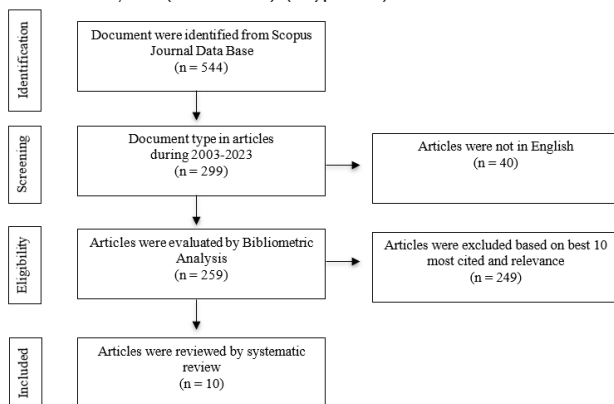 Identification
Document were identified from Scopus
Journal Data Base
(n = 544)
Screening
Document type in articles
during 2003-2023
(n = 299)
Articles were not in English
(n = 40)
Eligibility
Articles were evaluated by Bibliometric
Analysis
(n = 259)
Articles were excluded based on best 10
most cited and relevance
(n = 249)
Included
Articles were reviewed by systematic
review
(n = 10)